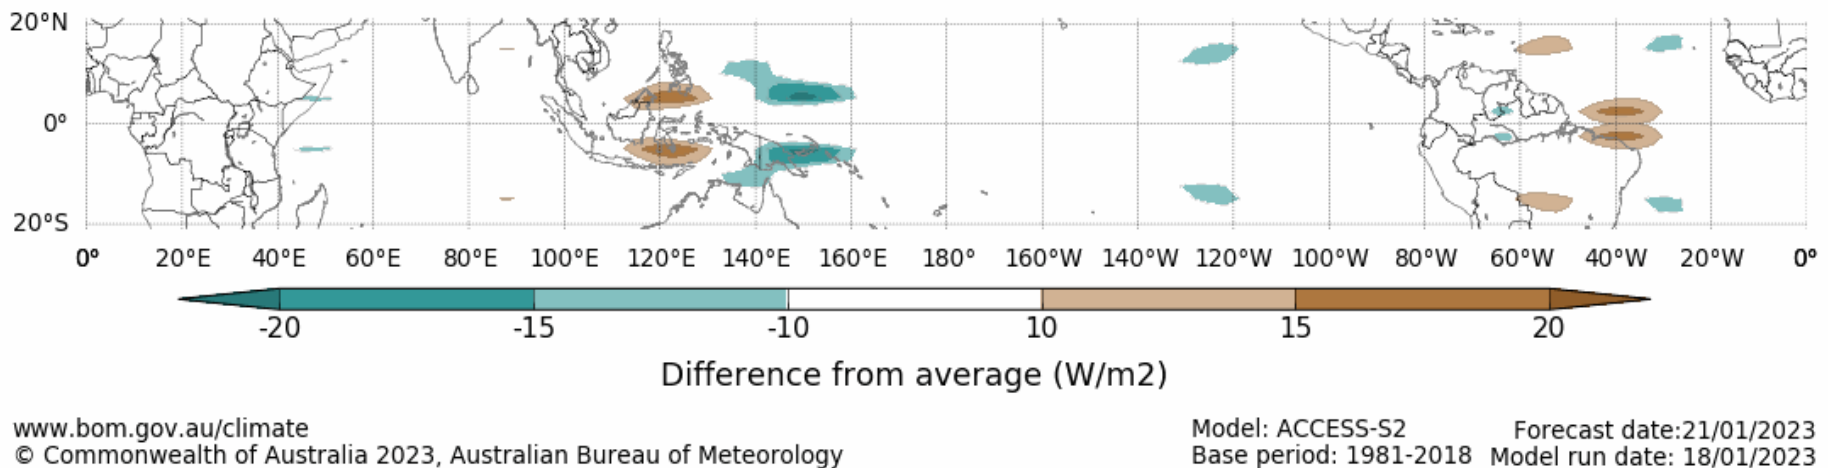 20°N
0°
20°S
0° 20°E 40°E 60°E 80°E 100°E 120°E 140°E 160°E 180° 160°W 140°W 120°W 100°W 80°W 60°W 40°W 20°W 0°
-20 -15 -10 10 15 20
Difference from average (W/m2)
www.bom.gov.au/climate
© Commonwealth of Australia 2023, Australian Bureau of Meteorology
Model: ACCESS-S2 Forecast date:21/01/2023
Base period: 1981-2018 Model run date: 18/01/2023